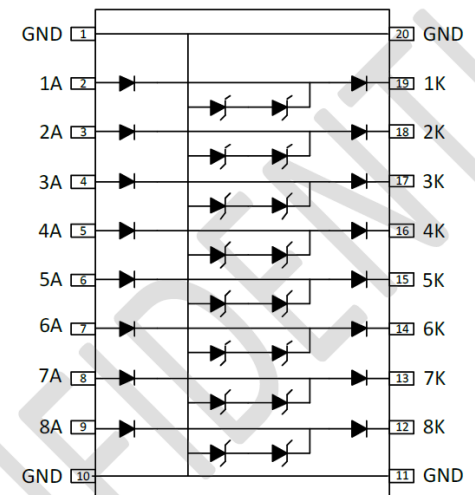 GND 1 20 GND
1A 2 19 1K
2A 3 18 2K
3A 4 17 3K
4A 5 16 4K
5A 6 15 5K
6A 7 14 6K
7A 8 13 7K
8A 9 12 8K
GND 10 11 GND